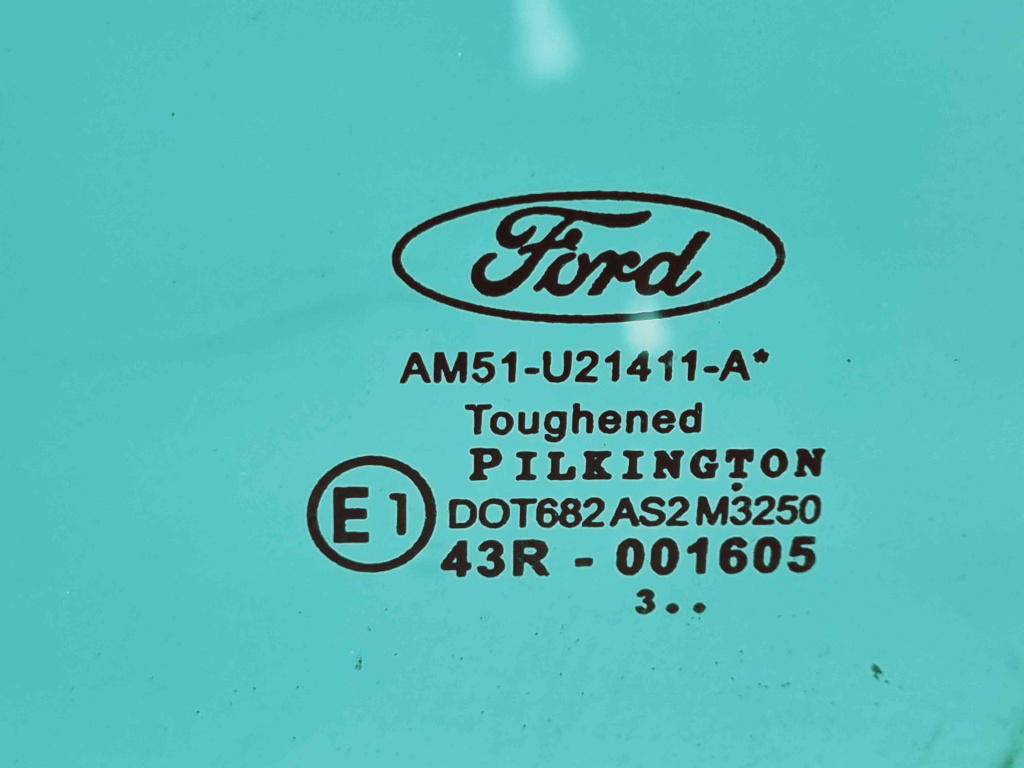 Ford
AM51-U21411-A*
Toughened
PILKINGTON
E1
DOT682 AS2 M3250
43R - 001605
3..